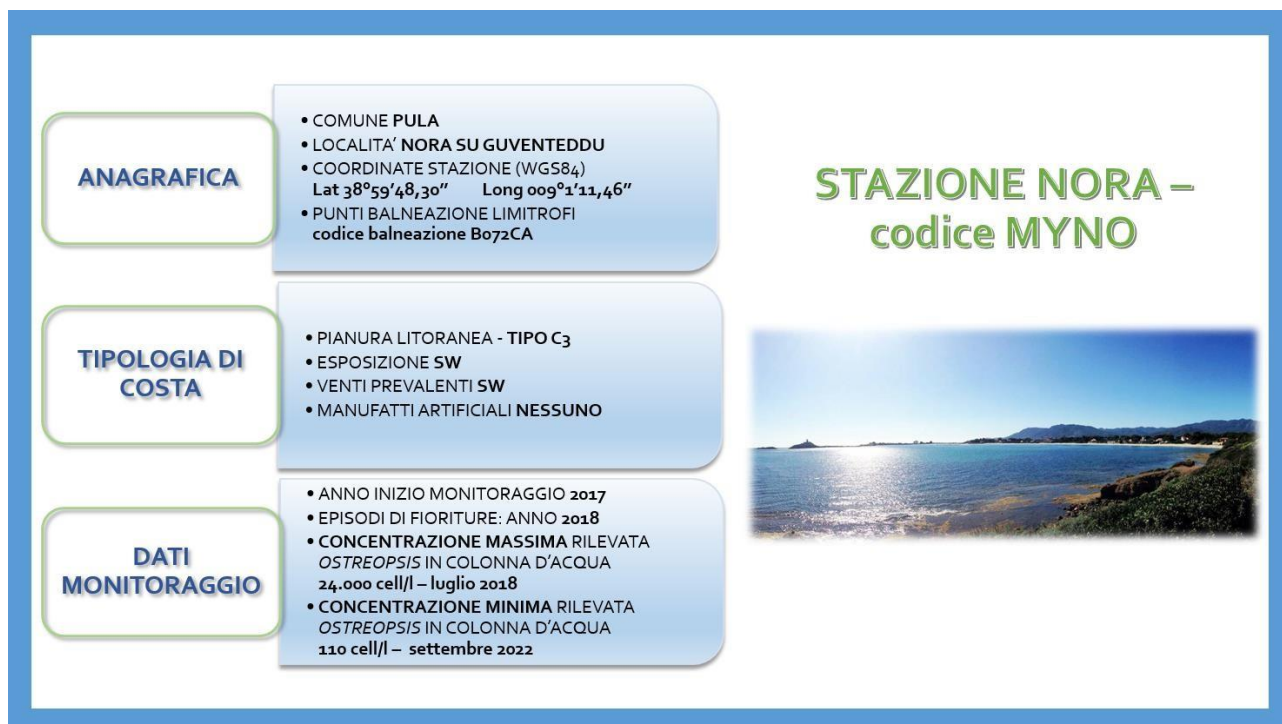 ANAGRAFICA
• COMUNE PULA
• LOCALITA’ NORA SU GUVENTEDDU
• COORDINATE STAZIONE (WGS84)
Lat 38°59’48,30” Long 009°1’11,46”
• PUNTI BALNEAZIONE LIMITROFI
codice balneazione B072CA
STAZIONE NORA –
codice MYNO
TIPOLOGIA DI
COSTA
• PIANURA LITORANEA - TIPO C3
• ESPOSIZIONE SW
• VENTI PREVALENTI SW
• MANUFATTI ARTIFICIALI NESSUNO
DATI
MONITORAGGIO
• ANNO INIZIO MONITORAGGIO 2017
• EPISODI DI FIORITURE: ANNO 2018
• CONCENTRAZIONE MASSIMA RILEVATA
OSTREOPSIS IN COLONNA D’ACQUA
24.000 cell/l – luglio 2018
• CONCENTRAZIONE MINIMA RILEVATA
OSTREOPSIS IN COLONNA D’ACQUA
110 cell/l – settembre 2022